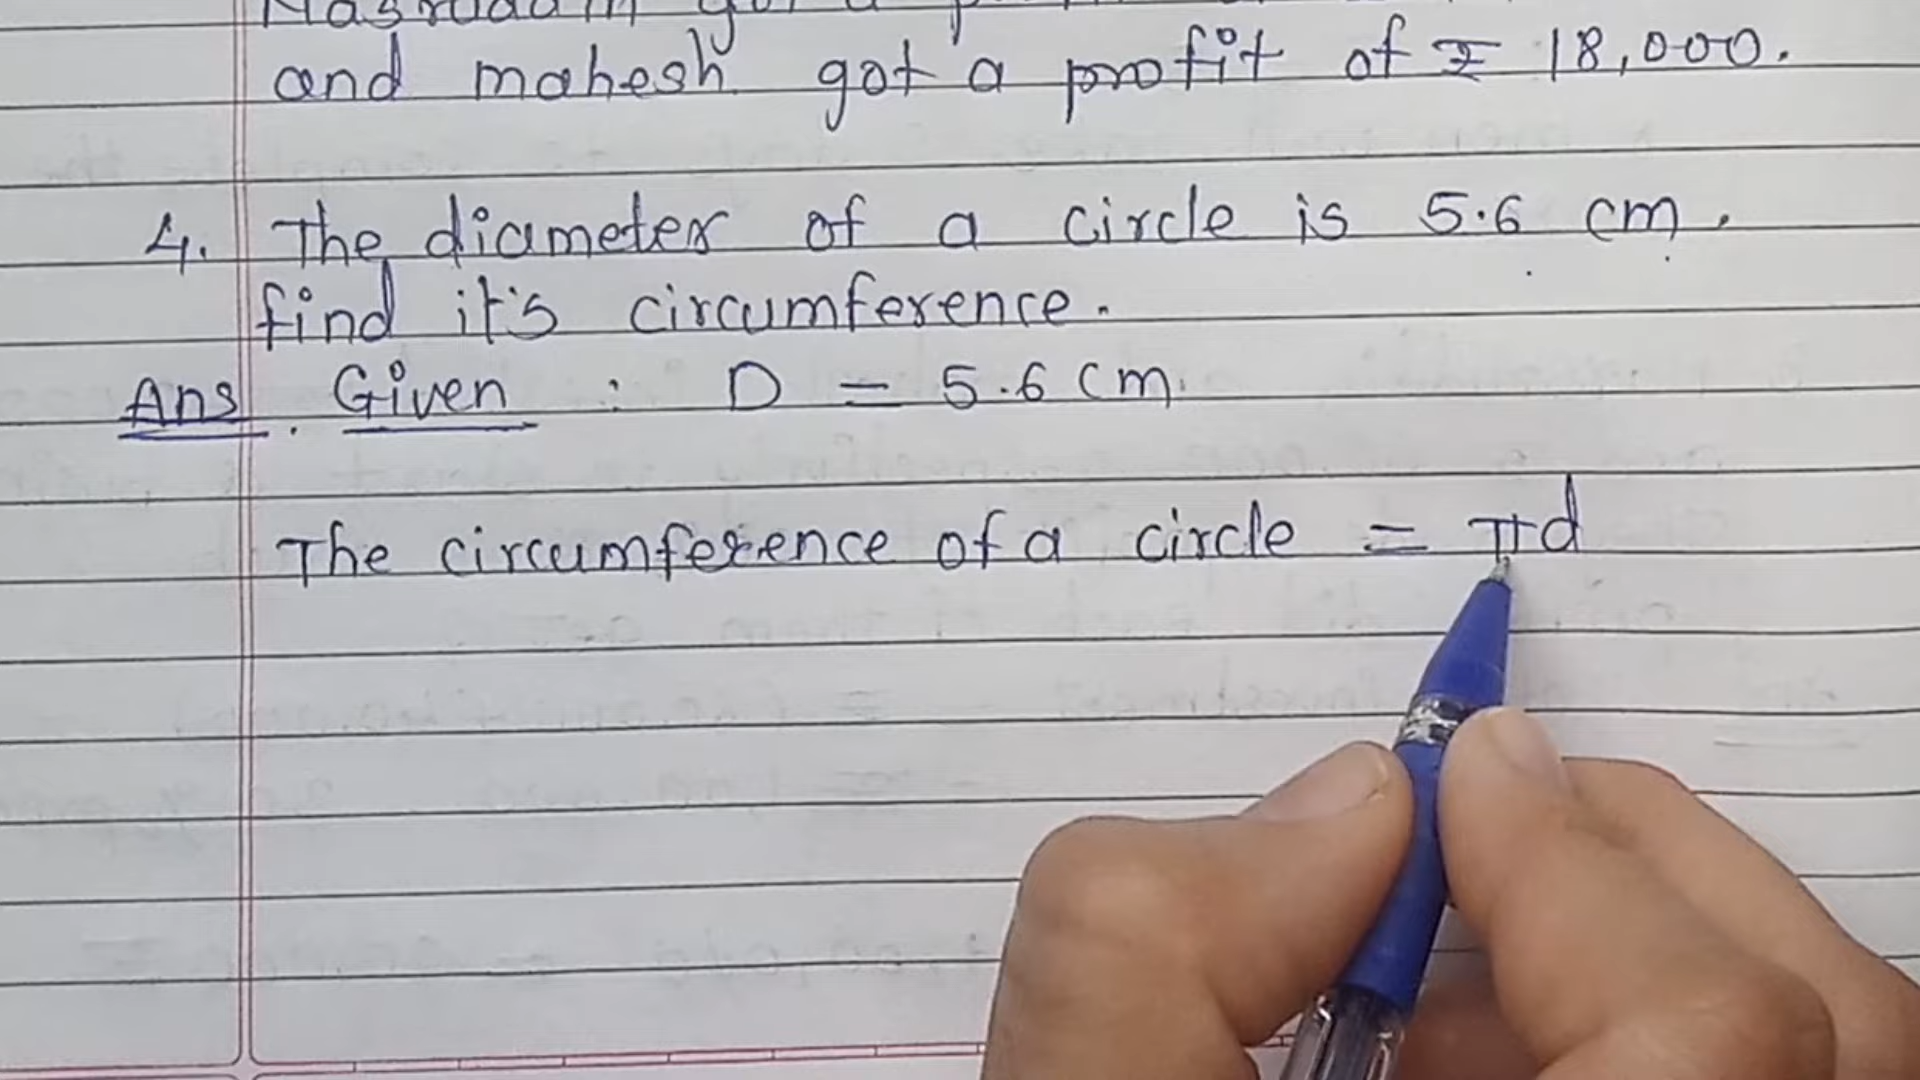 and mahesh got a profit of ₹ 18,000.
4. The diameter of a circle is 5.6 cm.
find it's circumference.
Ans. Given : D = 5.6 cm.
The circumference of a circle = πd